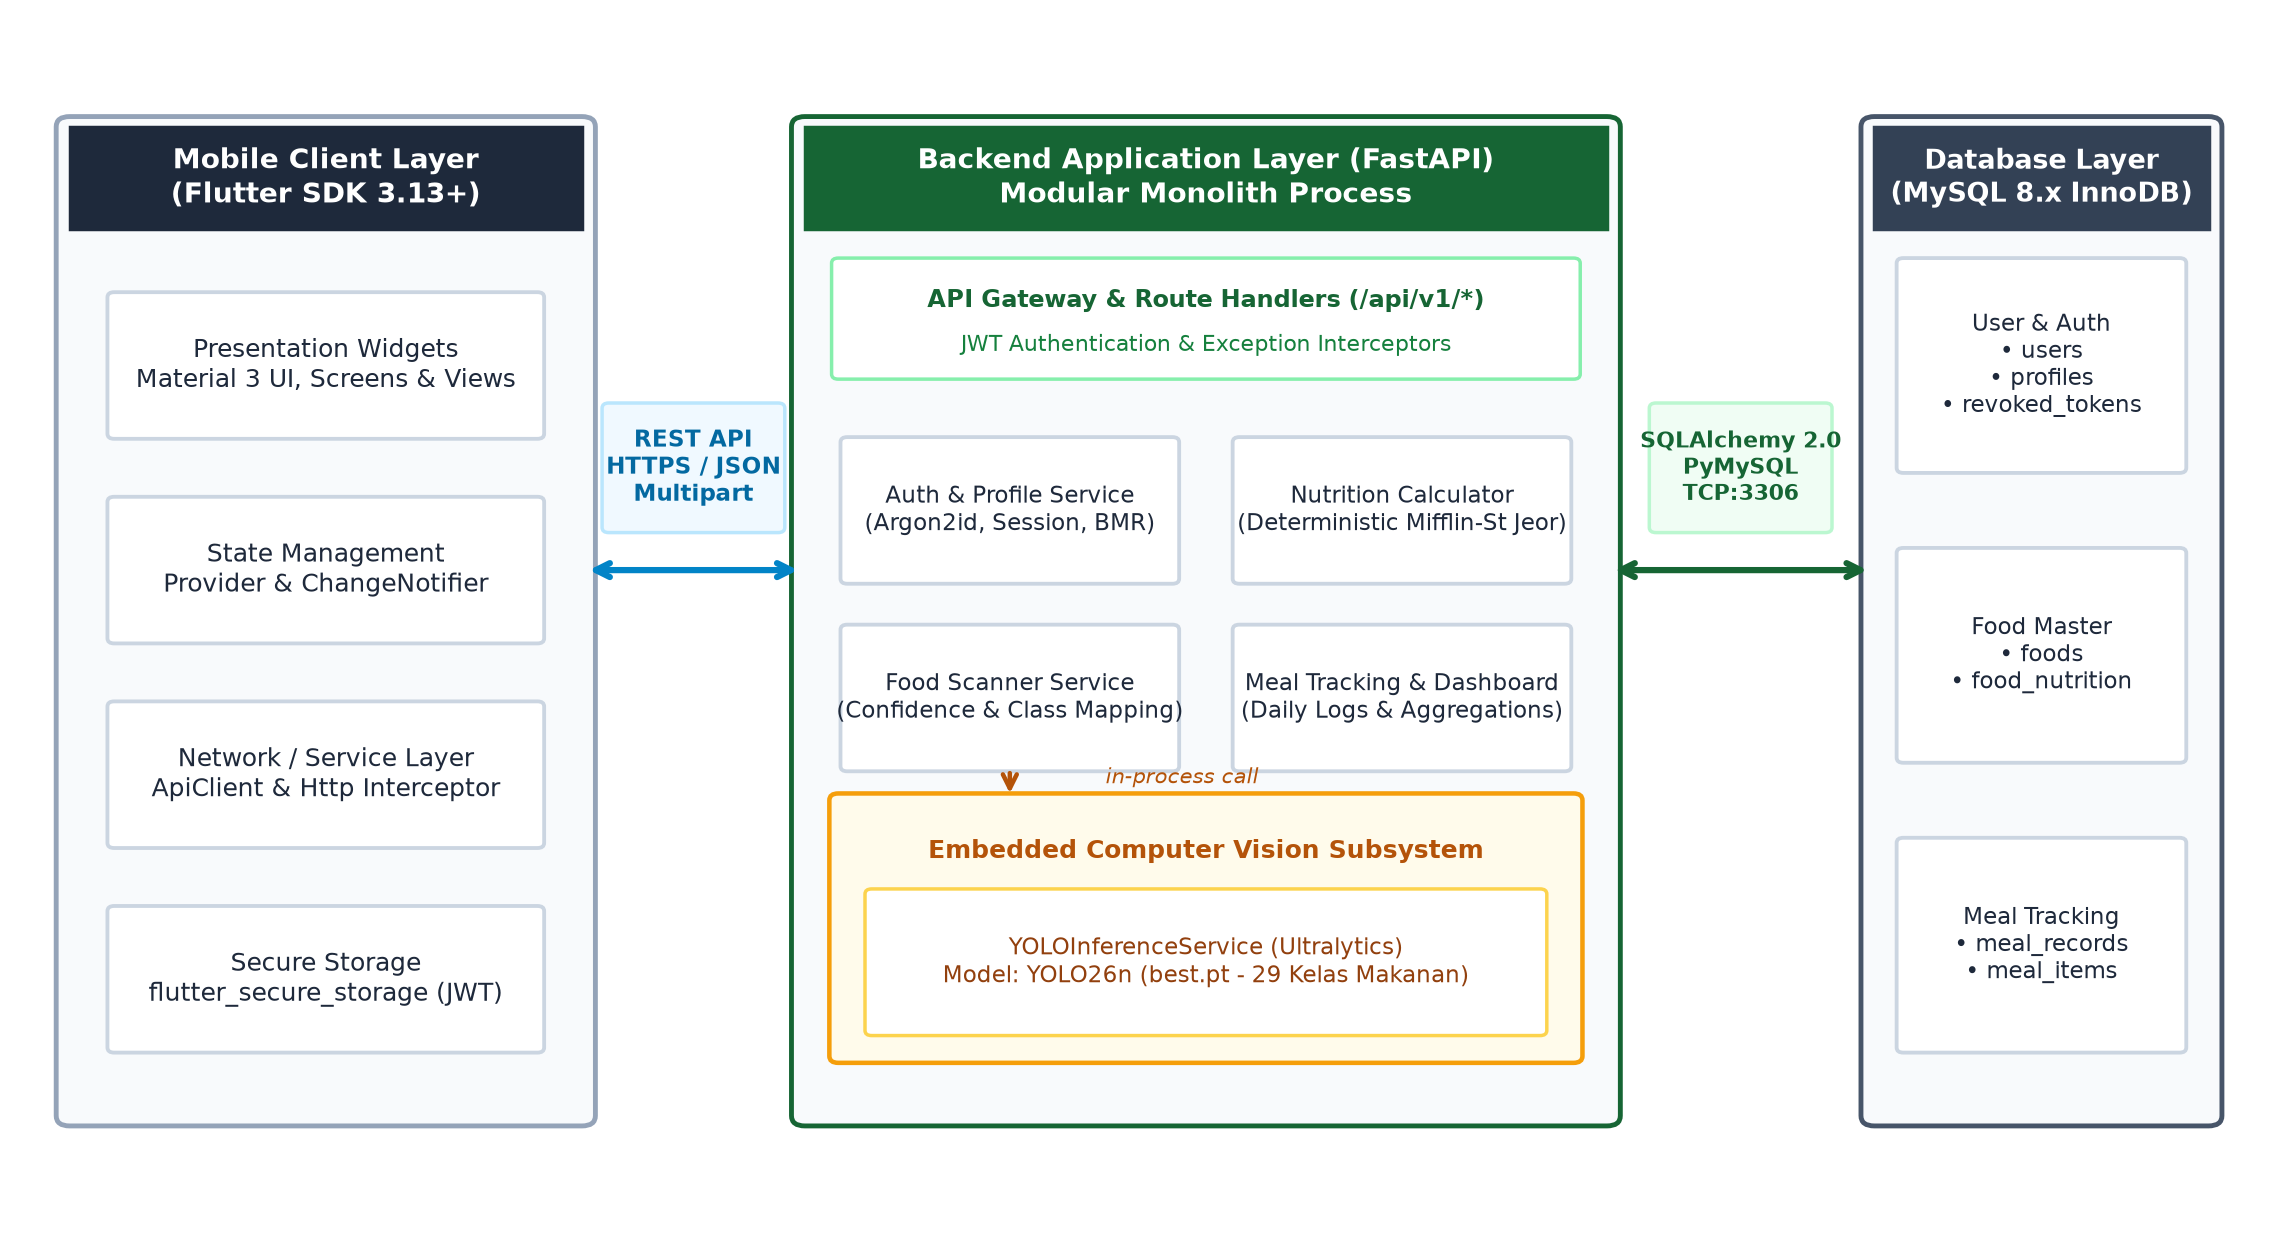 Mobile Client Layer
(Flutter SDK 3.13+)
Presentation Widgets
Material 3 UI, Screens & Views
State Management
Provider & ChangeNotifier
Network / Service Layer
ApiClient & Http Interceptor
Secure Storage
flutter_secure_storage (JWT)
REST API
HTTPS / JSON
Multipart
Backend Application Layer (FastAPI)
Modular Monolith Process
API Gateway & Route Handlers (/api/v1/*)
JWT Authentication & Exception Interceptors
Auth & Profile Service
(Argon2id, Session, BMR)
Nutrition Calculator
(Deterministic Mifflin-St Jeor)
Food Scanner Service
(Confidence & Class Mapping)
Meal Tracking & Dashboard
(Daily Logs & Aggregations)
in-process call
Embedded Computer Vision Subsystem
YOLOInferenceService (Ultralytics)
Model: YOLO26n (best.pt - 29 Kelas Makanan)
SQLAlchemy 2.0
PyMySQL
TCP:3306
Database Layer
(MySQL 8.x InnoDB)
User & Auth
• users
• profiles
• revoked_tokens
Food Master
• foods
• food_nutrition
Meal Tracking
• meal_records
• meal_items